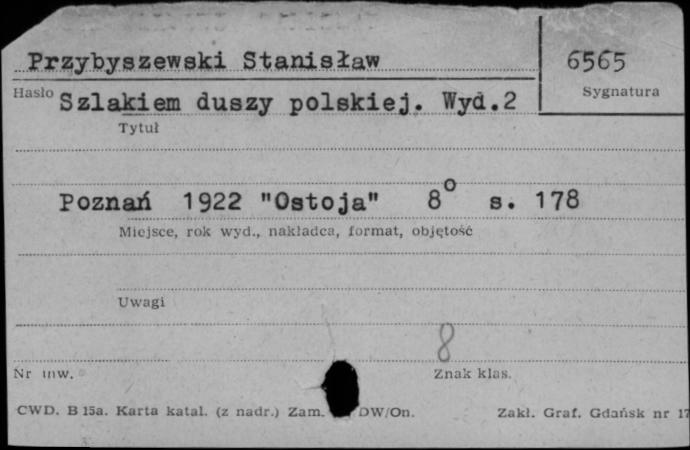 Przybyszewski Stanisław
6565
Hasło
Sygnatura
Szlakiem duszy polskiej. Wyd.2
Tytuł
Poznań 1922 "Ostoja" 8° s. 178
Miejsce, rok wyd., nakładca, format, objętość
Uwagi
8
Nr inw.
Znak klas.
CWD. B 15a. Karta katal. (z nadr.) Zam. DW/On.
Zakł. Graf. Gdańsk nr 17